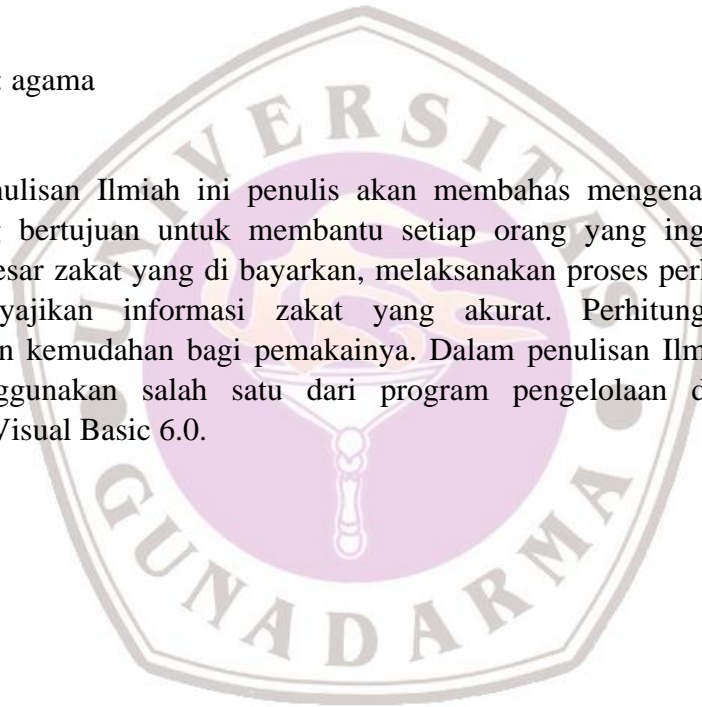 : agama
nulisan Ilmiah ini penulis akan membahas mengena
bertujuan untuk membantu setiap orang yang ing
esar zakat yang di bayarkan, melaksanakan proses perh
yajikan informasi zakat yang akurat. Perhitung
n kemudahan bagi pemakainya. Dalam penulisan Ilm
ggunakan salah satu dari program pengelolaan d
Visual Basic 6.0.
UNIVERSITAS
GUNADARMA